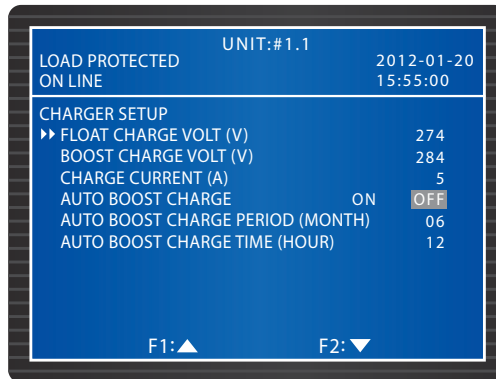 UNIT:#1.1
LOAD PROTECTED 2012-01-20
ON LINE 15:55:00
CHARGER SETUP
FLOAT CHARGE VOLT (V) 274
BOOST CHARGE VOLT (V) 284
CHARGE CURRENT (A) 5
AUTO BOOST CHARGE ON OFF
AUTO BOOST CHARGE PERIOD (MONTH) 06
AUTO BOOST CHARGE TIME (HOUR) 12
F1: F2: